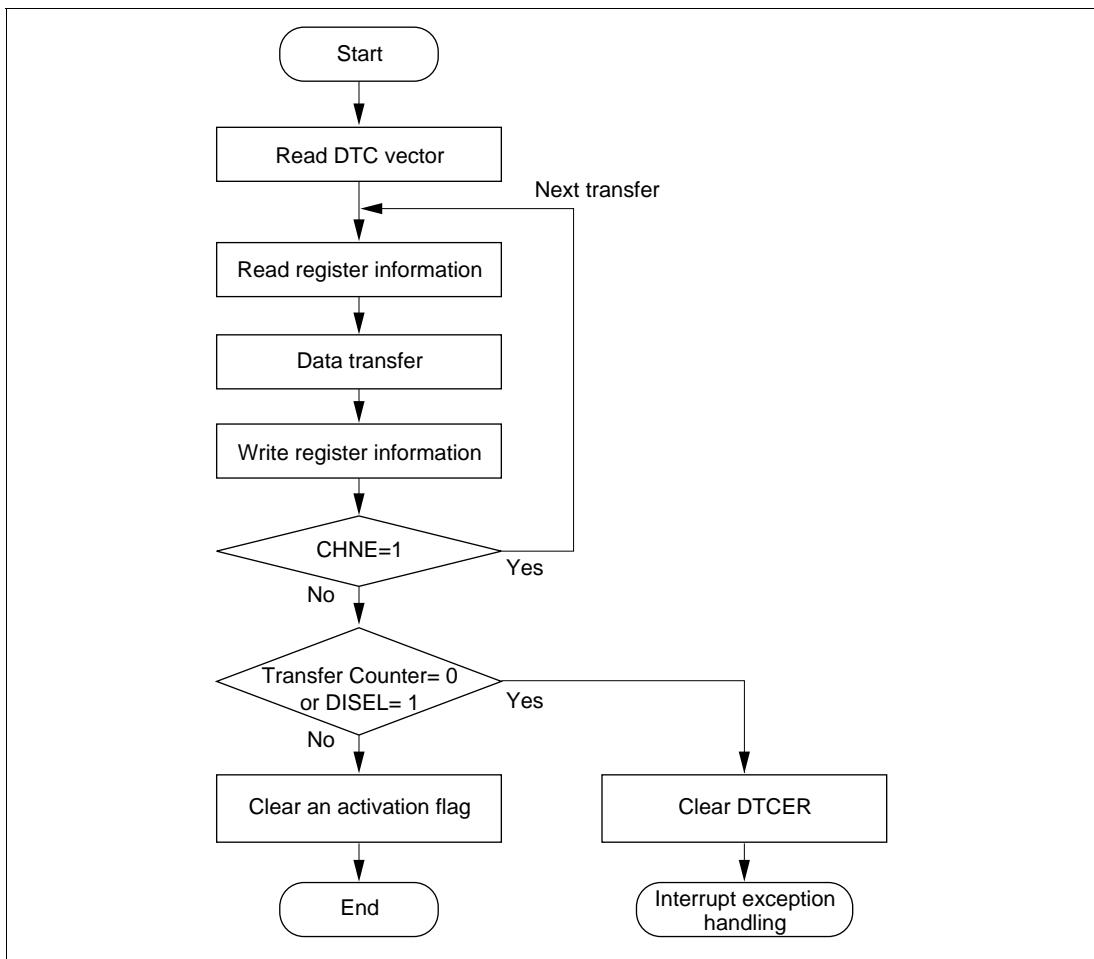 Start
Read DTC vector
Next transfer
Read register information
Data transfer
Write register information
CHNE=1
Yes
No
Transfer Counter= 0
or DISEL= 1
Yes
No
Clear an activation flag
Clear DTCER
End
Interrupt exception
handling